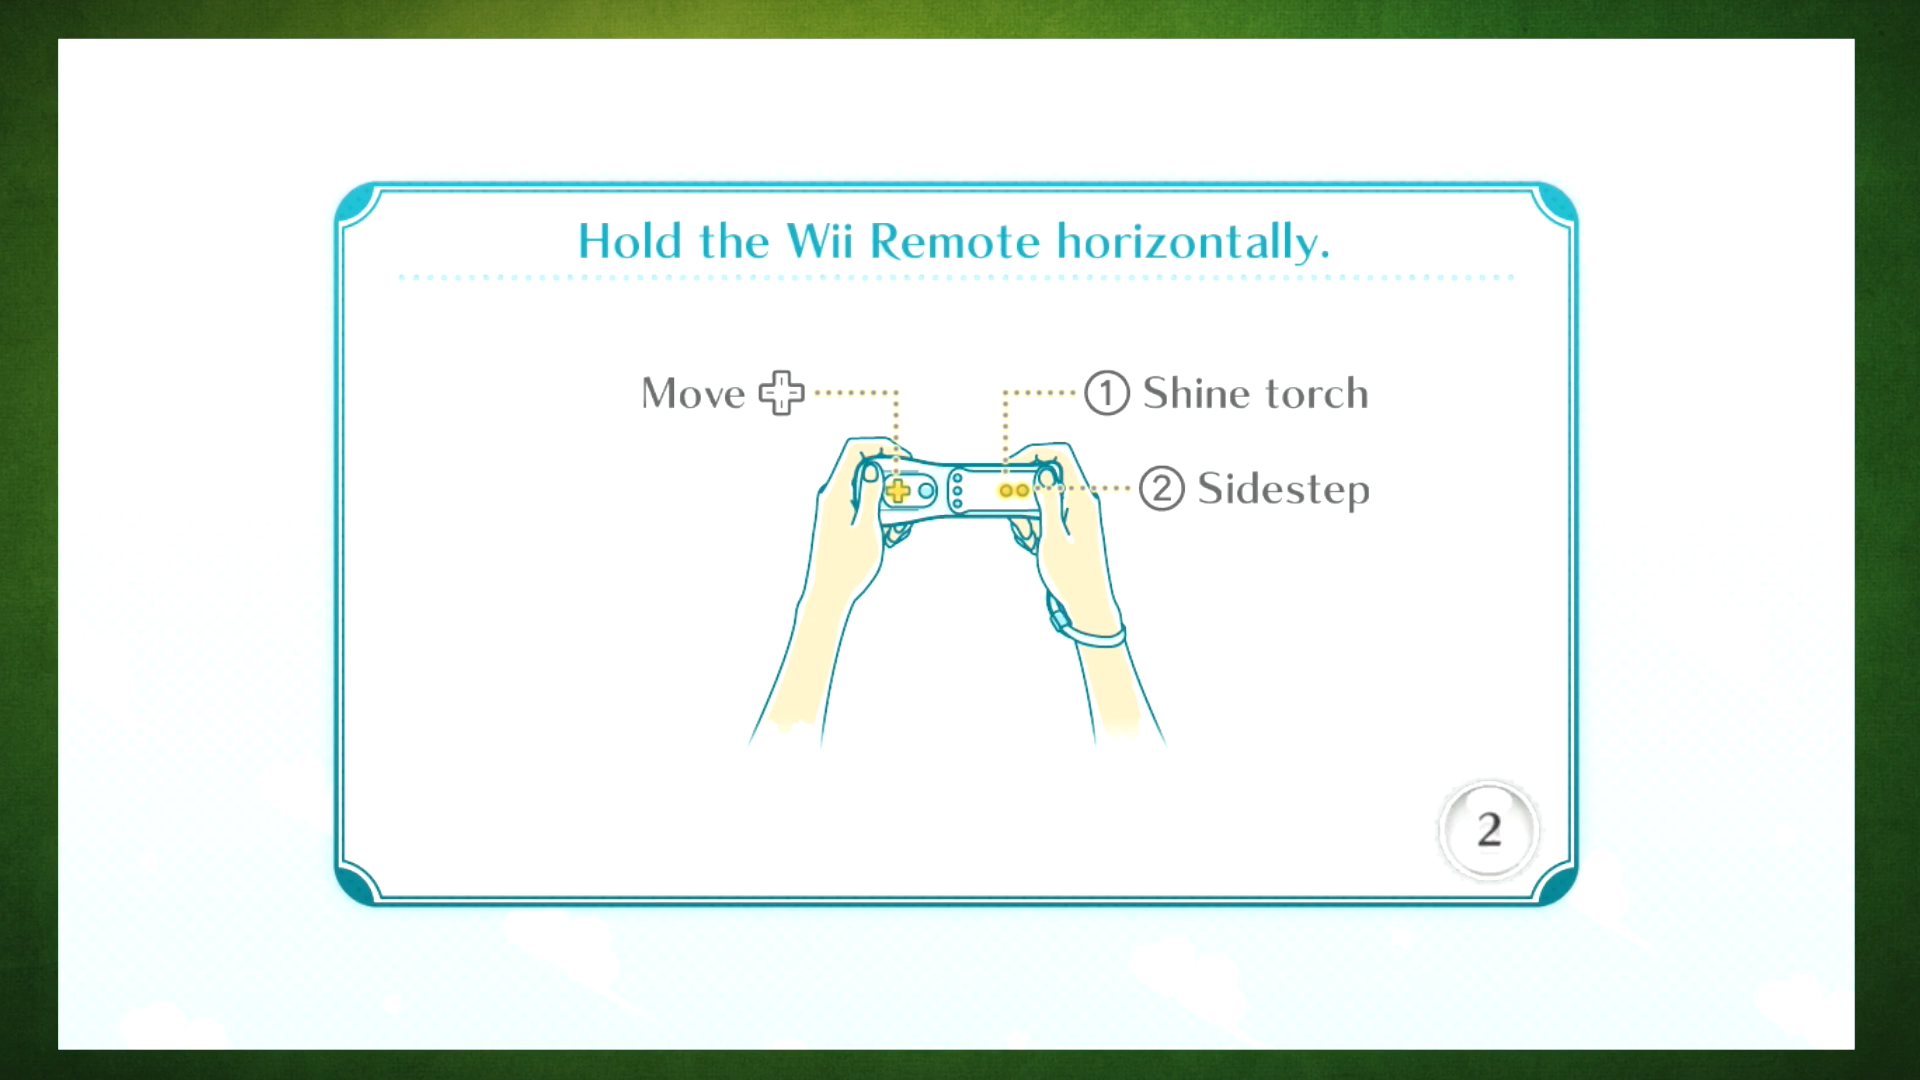 Hold the Wii Remote horizontally.
Move
① Shine torch
② Sidestep
2